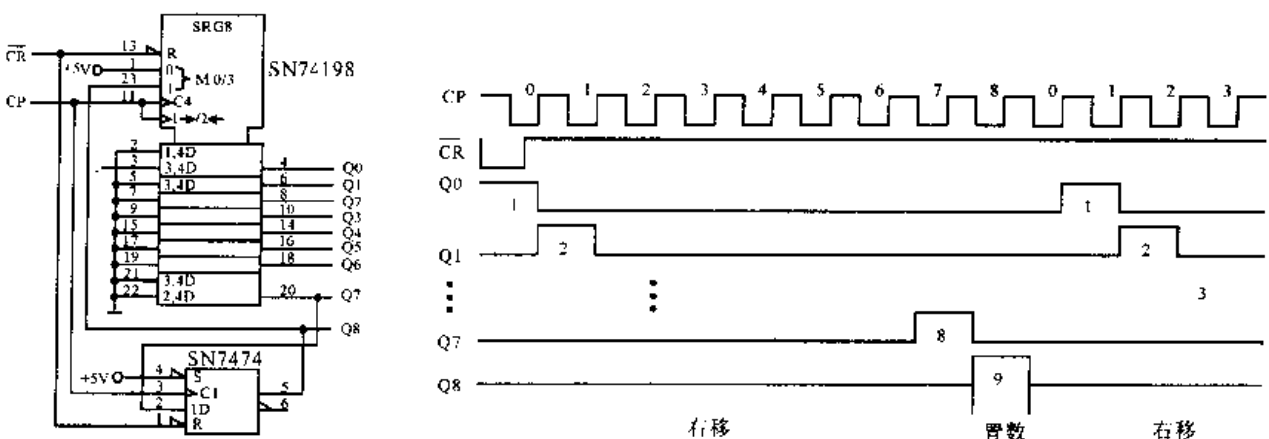 SRG8
C̅R̅
13
R
+5V
1
0
M 0/3
SN74198
23
1
CP
11
C4
1→/2←
2
1,4D
3
3,4D
4
Q0
5
3,4D
6
Q1
7
8
Q2
9
10
Q3
15
14
Q4
17
16
Q5
19
18
Q6
21
3,4D
22
2,4D
20
Q7
Q8
SN7474
+5V
4
S
3
C1
5
2
1D
6
1
R
CP
0 1 2 3 4 5 6 7 8 0 1 2 3
C̅R̅
Q0
1
1
Q1
2
2
3
Q7
8
Q8
9
右移
置数
右移